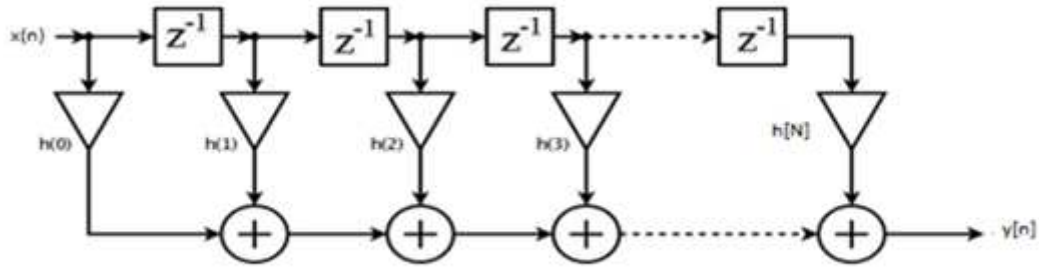 x(n)
z-1
z-1
z-1
z-1
h(0)
h(1)
h(2)
h(3)
h[N]
+
+
+
+
y[n]